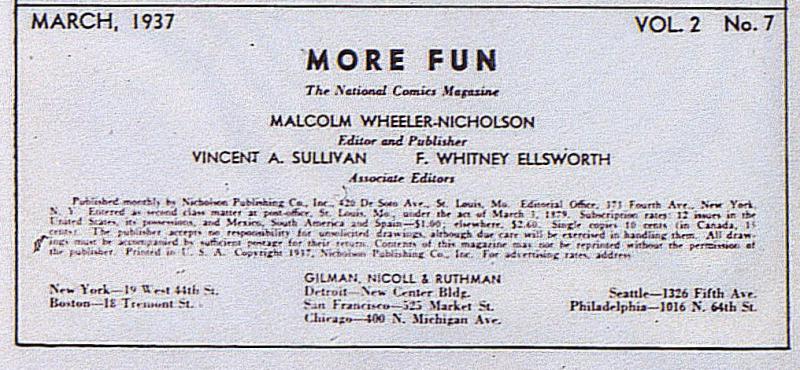 MARCH, 1937 VOL. 2 No. 7
MORE FUN
The National Comics Magazine
MALCOLM WHEELER-NICHOLSON
Editor and Publisher
VINCENT A. SULLIVAN F. WHITNEY ELLSWORTH
Associate Editors
Published monthly by Nicholson Publishing Co., Inc., 420 De Soto Ave., St. Louis, Mo. Editorial Office, 373 Fourth Ave., New York,
N. Y. Entered as second class matter at post-office, St. Louis, Mo., under the act of March 3, 1879. Subscription rates: 12 issues in the
United States, its possessions, and Mexico, South America and Spain—$1.00; elsewhere, $2.60. Single copies 10 cents (in Canada, 15
cents). The publisher accepts no responsibility for unsolicited drawings, although due care will be exercised in handling them. All draw-
ings must be accompanied by sufficient postage for their return. Contents of this magazine may not be reprinted without the permission of
the publisher. Printed in U. S. A. Copyright 1937, Nicholson Publishing Co., Inc. For advertising rates, address
GILMAN, NICOLL & RUTHMAN
New York—19 West 44th St. Detroit—New Center Bldg. Seattle—1326 Fifth Ave.
Boston—18 Tremont St. San Francisco—525 Market St. Philadelphia—1016 N. 64th St.
Chicago—400 N. Michigan Ave.